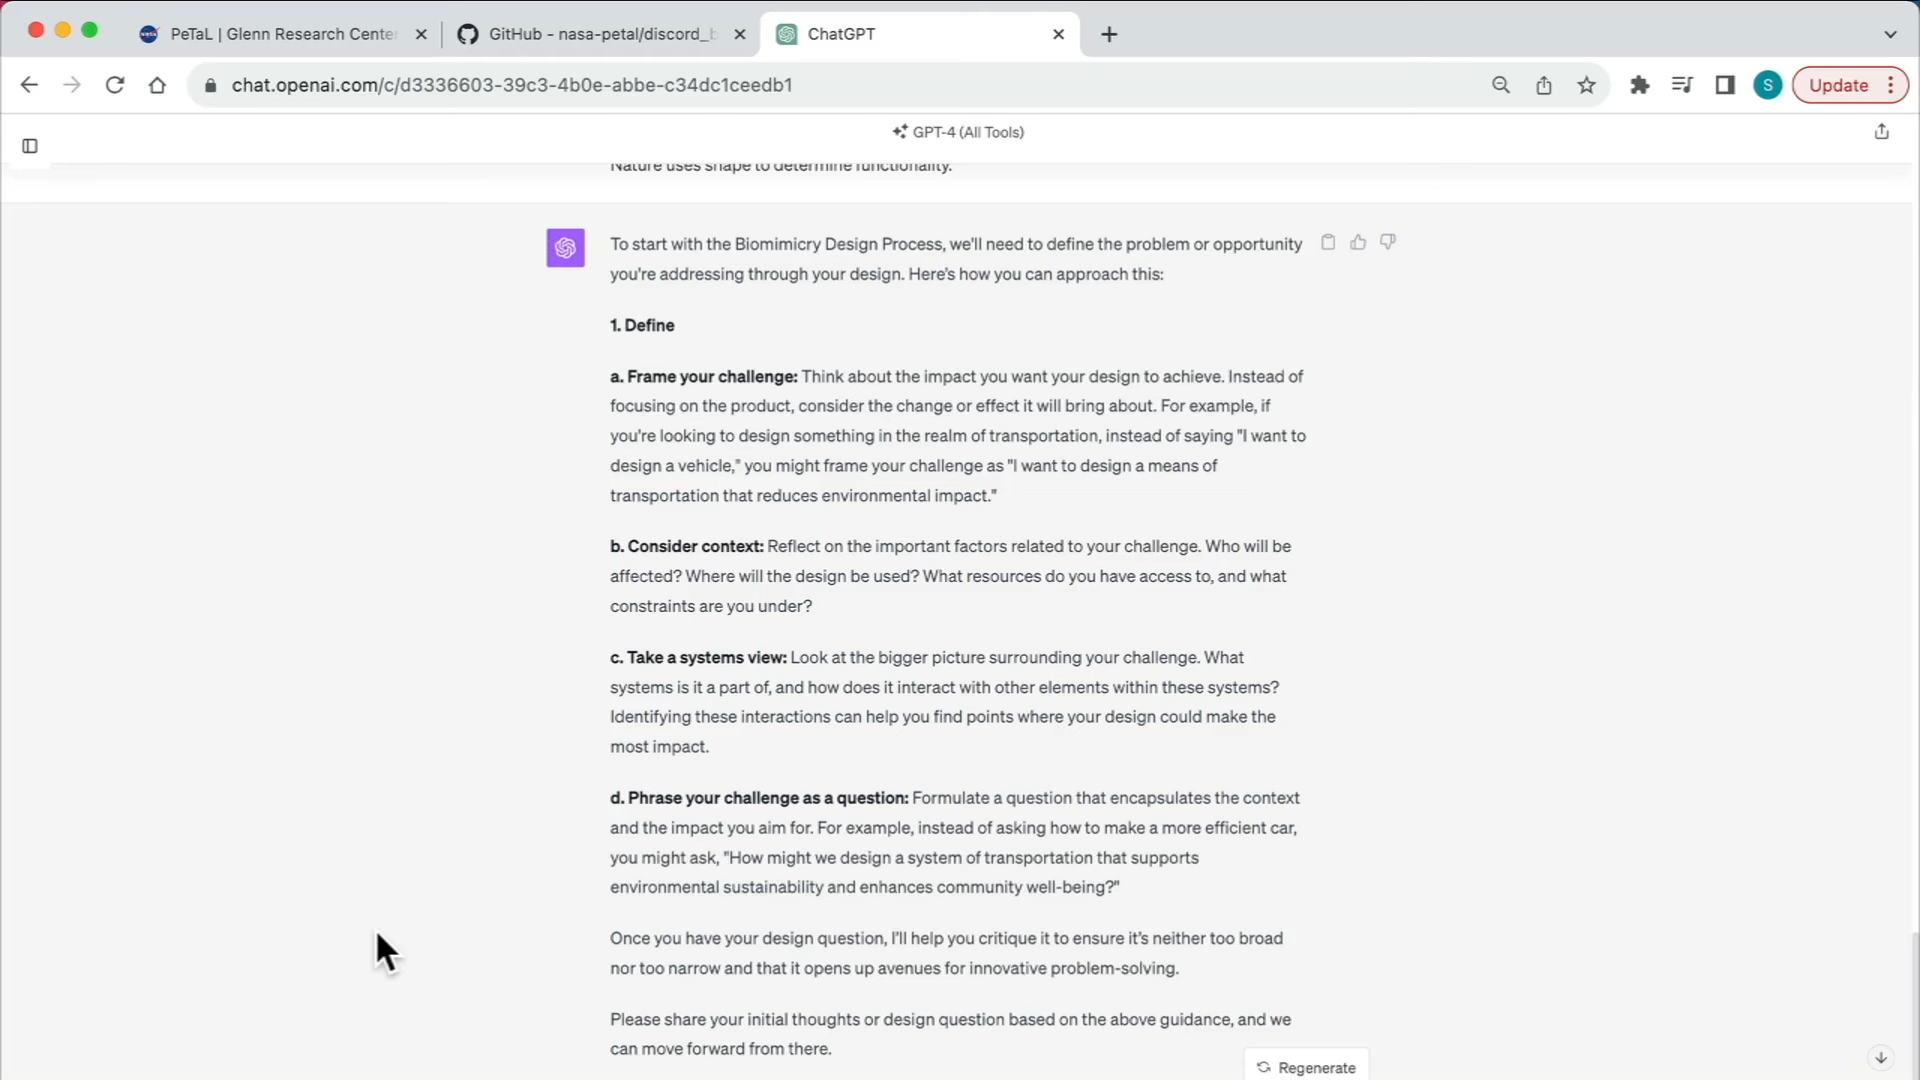 PeTaL | Glenn Research Cente
GitHub - nasa-petal/discord_b
ChatGPT
chat.openai.com/c/d3336603-39c3-4b0e-abbe-c34dc1ceedb1
S
Update
GPT-4 (All Tools)
Nature uses shape to determine functionality.
To start with the Biomimicry Design Process, we'll need to define the problem or opportunity
you're addressing through your design. Here's how you can approach this:
1. Define
a. Frame your challenge: Think about the impact you want your design to achieve. Instead of
focusing on the product, consider the change or effect it will bring about. For example, if
you're looking to design something in the realm of transportation, instead of saying "I want to
design a vehicle," you might frame your challenge as "I want to design a means of
transportation that reduces environmental impact."
b. Consider context: Reflect on the important factors related to your challenge. Who will be
affected? Where will the design be used? What resources do you have access to, and what
constraints are you under?
c. Take a systems view: Look at the bigger picture surrounding your challenge. What
systems is it a part of, and how does it interact with other elements within these systems?
Identifying these interactions can help you find points where your design could make the
most impact.
d. Phrase your challenge as a question: Formulate a question that encapsulates the context
and the impact you aim for. For example, instead of asking how to make a more efficient car,
you might ask, "How might we design a system of transportation that supports
environmental sustainability and enhances community well-being?"
Once you have your design question, I'll help you critique it to ensure it's neither too broad
nor too narrow and that it opens up avenues for innovative problem-solving.
Please share your initial thoughts or design question based on the above guidance, and we
can move forward from there.
Regenerate